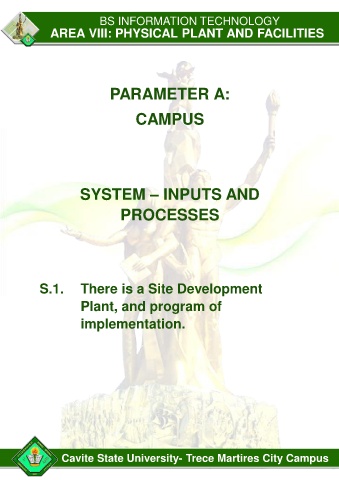 BS INFORMATION TECHNOLOGY
AREA VIII: PHYSICAL PLANT AND FACILITIES
PARAMETER A:
CAMPUS
SYSTEM – INPUTS AND
PROCESSES
S.1. There is a Site Development
Plant, and program of
implementation.
Cavite State University- Trece Martires City Campus